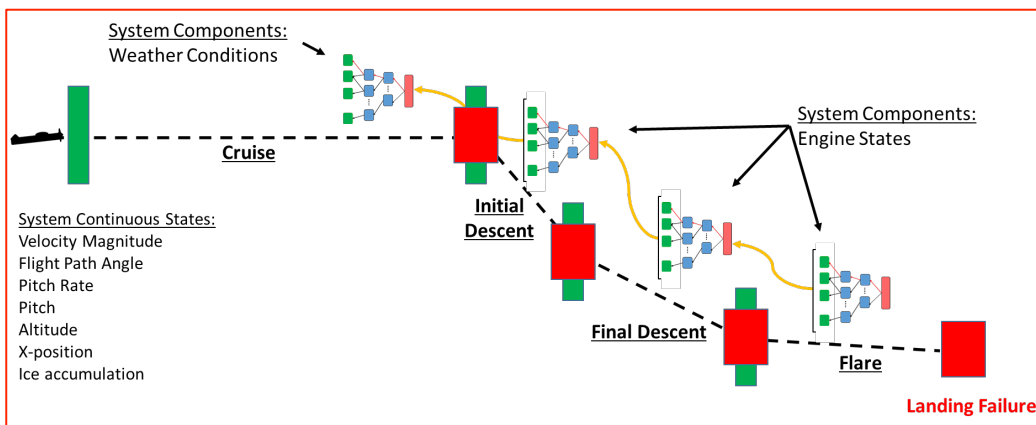 System Components:
Weather Conditions
System Components:
Engine States
Cruise
Initial
Descent
System Continuous States:
Velocity Magnitude
Flight Path Angle
Pitch Rate
Pitch
Altitude
X-position
Ice accumulation
Final Descent
Flare
Landing Failure